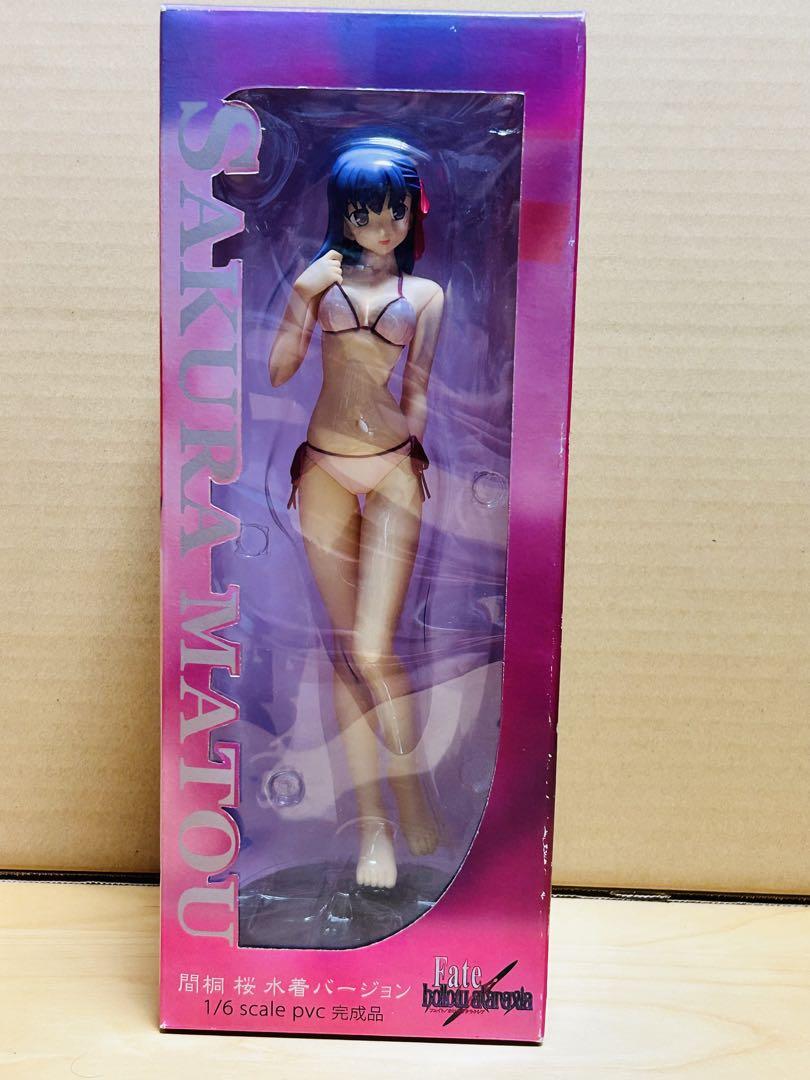 SAKURA MATOU
間桐 桜 水着バージョン
1/6 scale pvc 完成品
Fate
hollow ataraxia